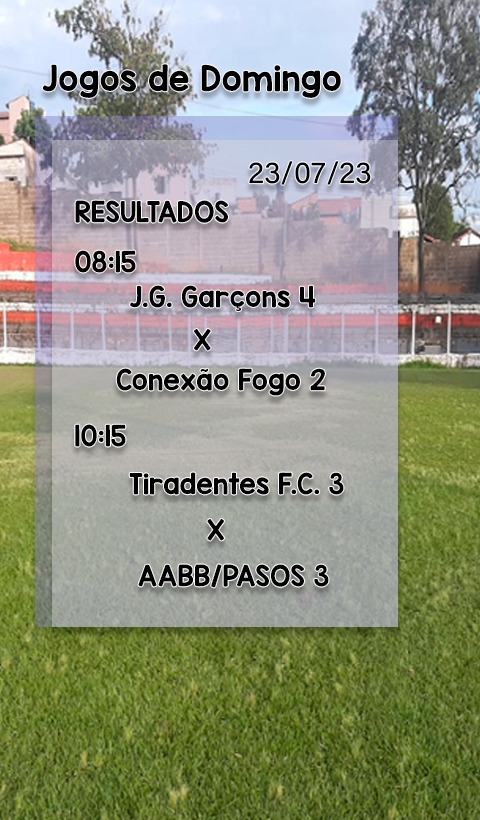 Jogos de Domingo
23/07/23
RESULTADOS
08:15
J.G. Garçons 4
X
Conexão Fogo 2
10:15
Tiradentes F.C. 3
X
AABB/PASOS 3